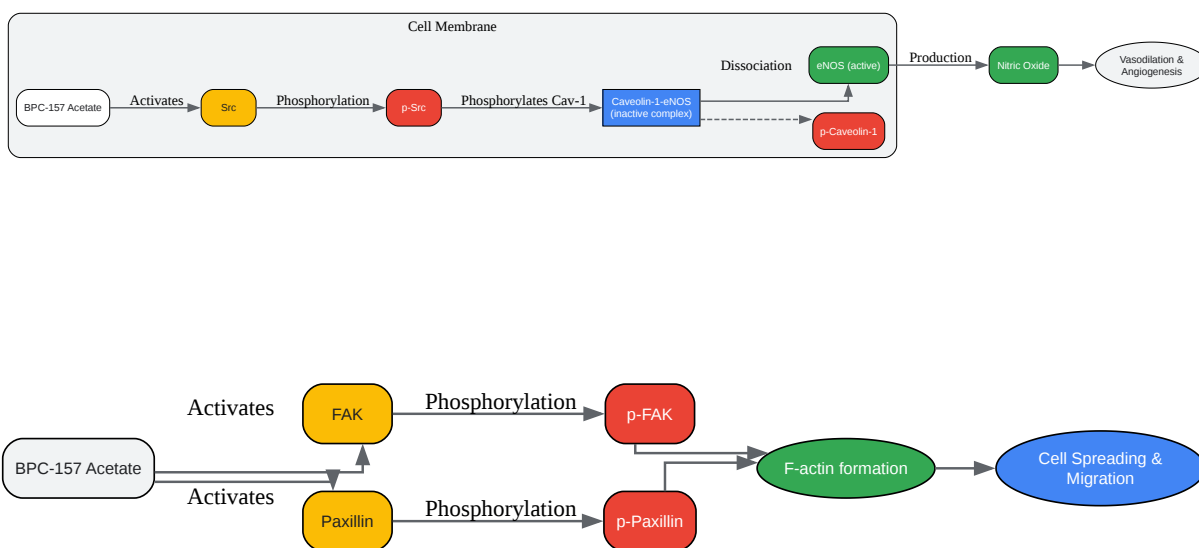 Cell Membrane
BPC-157 Acetate
Activates
Src
Phosphorylation
p-Src
Phosphorylates Cav-1
Caveolin-1-eNOS
(inactive complex)
Dissociation
eNOS (active)
p-Caveolin-1
Production
Nitric Oxide
Vasodilation &
Angiogenesis
BPC-157 Acetate
Activates
FAK
Phosphorylation
p-FAK
Activates
Paxillin
Phosphorylation
p-Paxillin
F-actin formation
Cell Spreading &
Migration